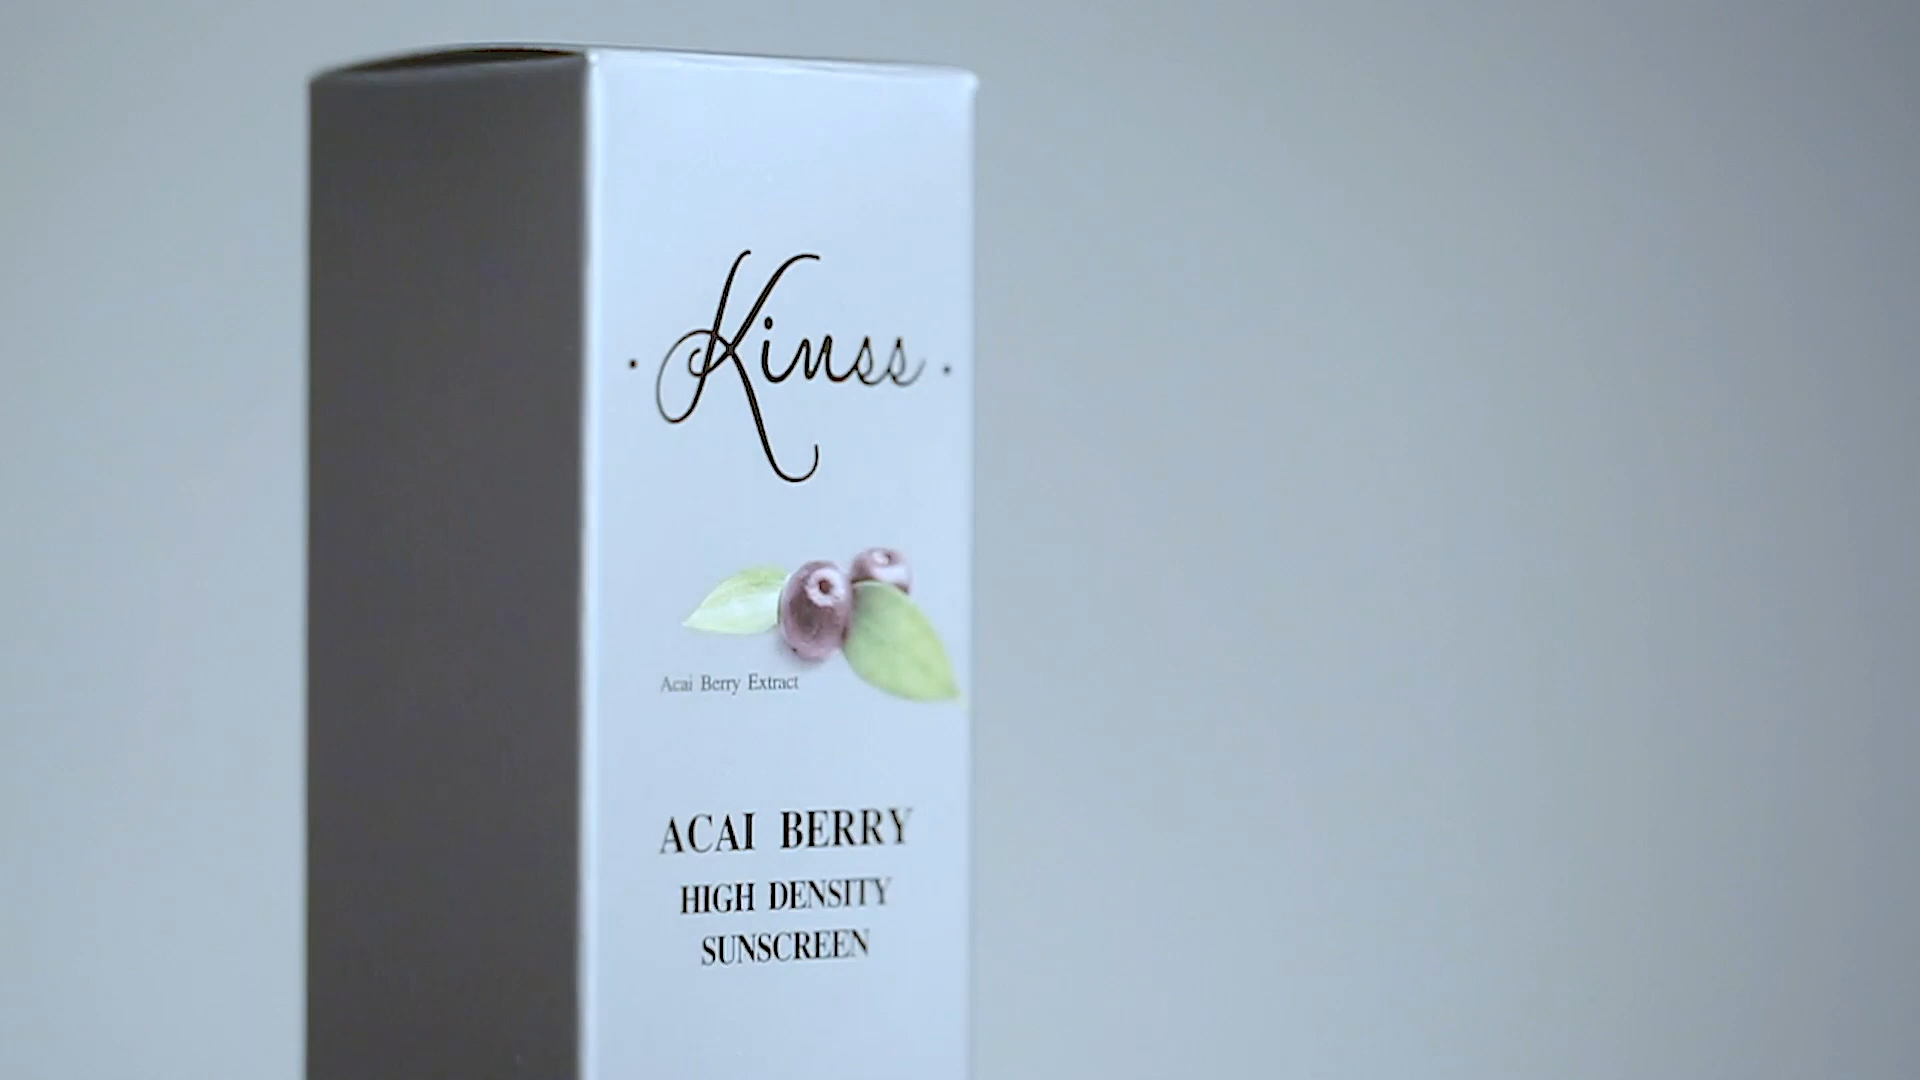 · Kinss ·
Acai Berry Extract
ACAI BERRY
HIGH DENSITY
SUNSCREEN